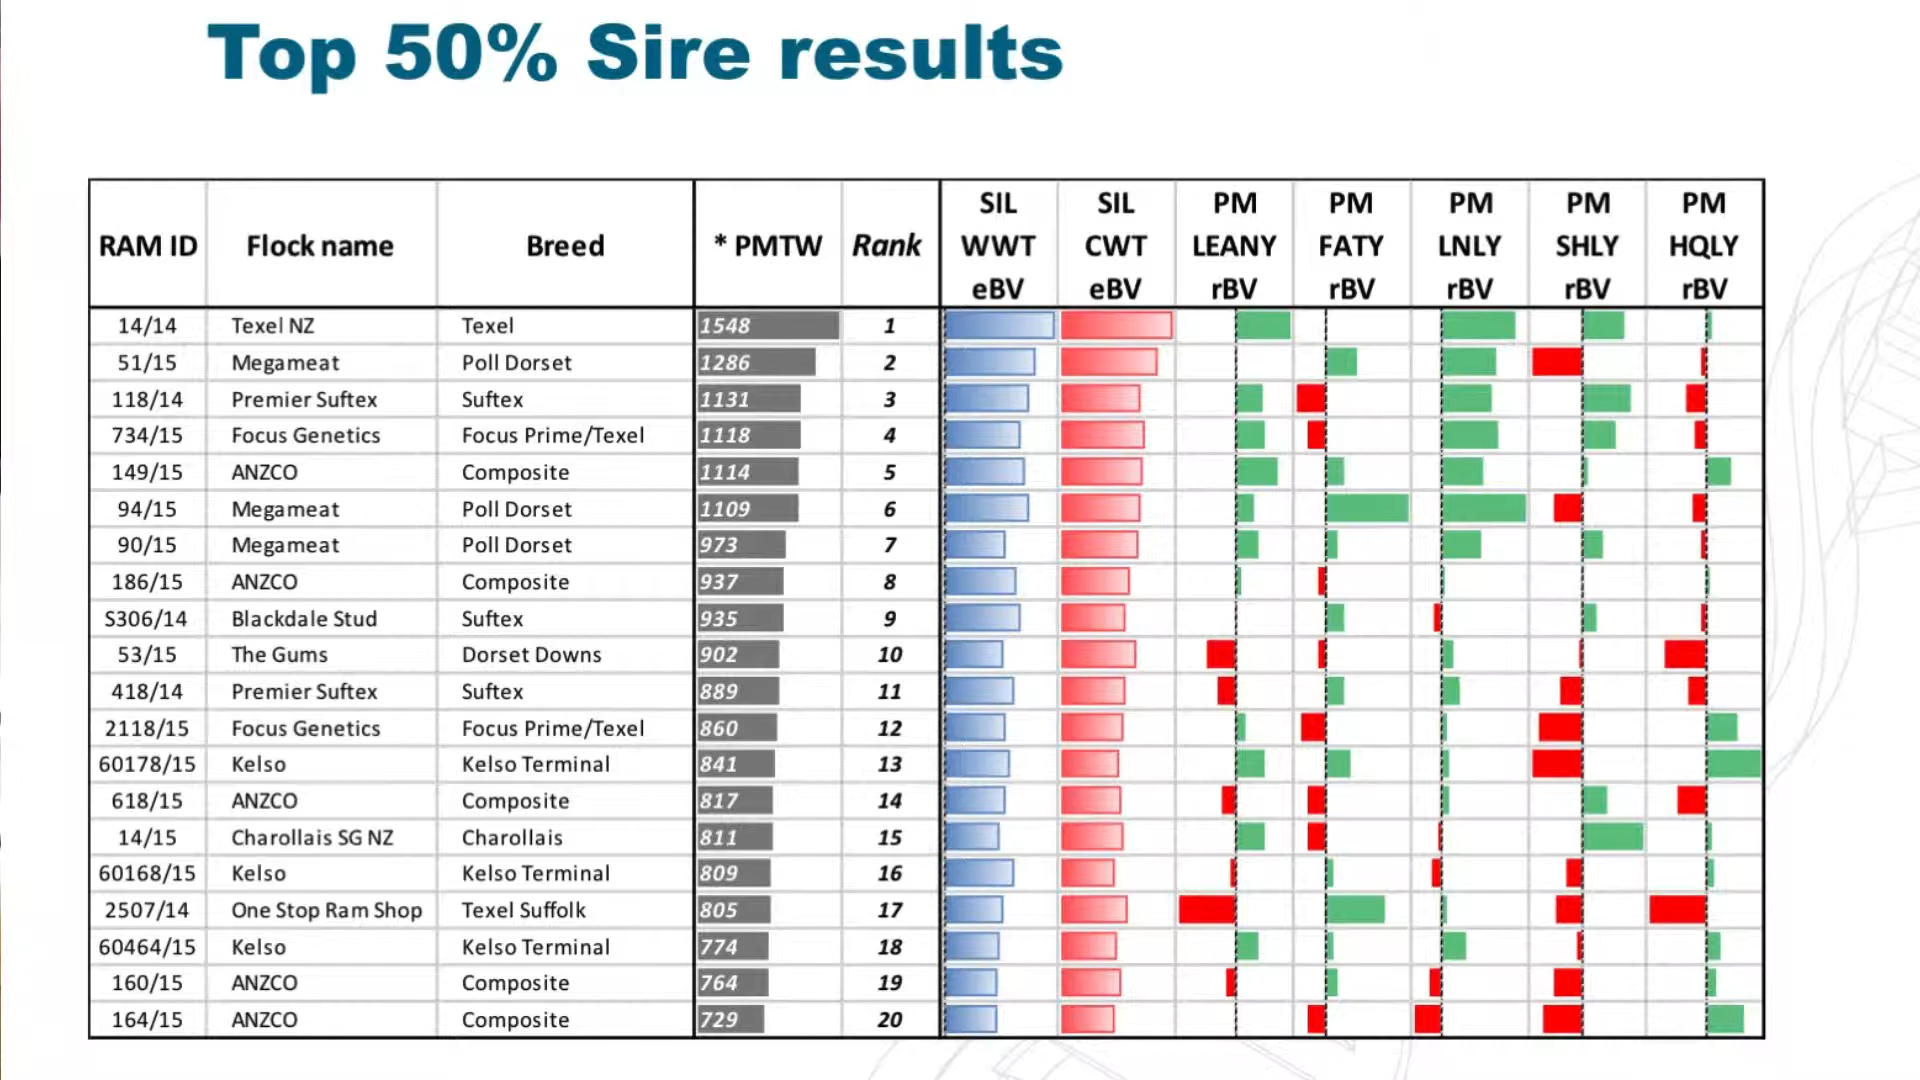 Top 50% Sire results
RAM ID Flock name Breed * PMTW Rank SIL WWT eBV SIL CWT eBV PM LEANY rBV PM FATY rBV PM LNLY rBV PM SHLY rBV PM HQLY rBV
14/14 Texel NZ Texel 1548 1
51/15 Megameat Poll Dorset 1286 2
118/14 Premier Suftex Suftex 1131 3
734/15 Focus Genetics Focus Prime/Texel 1118 4
149/15 ANZCO Composite 1114 5
94/15 Megameat Poll Dorset 1109 6
90/15 Megameat Poll Dorset 973 7
186/15 ANZCO Composite 937 8
S306/14 Blackdale Stud Suftex 935 9
53/15 The Gums Dorset Downs 902 10
418/14 Premier Suftex Suftex 889 11
2118/15 Focus Genetics Focus Prime/Texel 860 12
60178/15 Kelso Kelso Terminal 841 13
618/15 ANZCO Composite 817 14
14/15 Charollais SG NZ Charollais 811 15
60168/15 Kelso Kelso Terminal 809 16
2507/14 One Stop Ram Shop Texel Suffolk 805 17
60464/15 Kelso Kelso Terminal 774 18
160/15 ANZCO Composite 764 19
164/15 ANZCO Composite 729 20